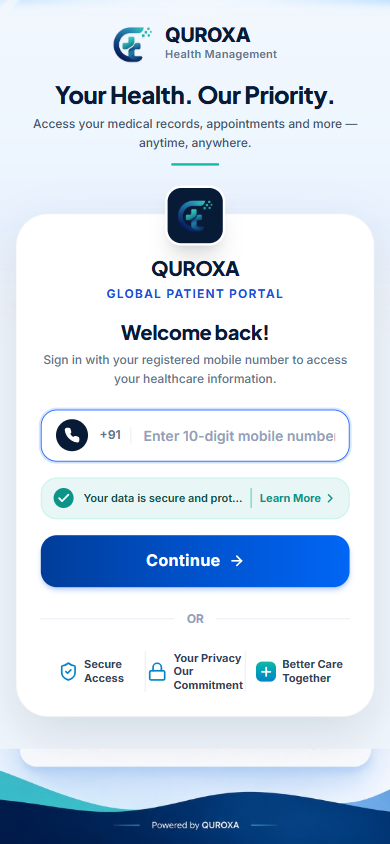 QUROXA
Health Management
Your Health. Our Priority.
Access your medical records, appointments and more —
anytime, anywhere.
QUROXA
GLOBAL PATIENT PORTAL
Welcome back!
Sign in with your registered mobile number to access
your healthcare information.
+91 Enter 10-digit mobile numbe
Your data is secure and prot... Learn More
Continue
OR
Secure
Access
Your Privacy
Our
Commitment
Better Care
Together
Powered by QUROXA